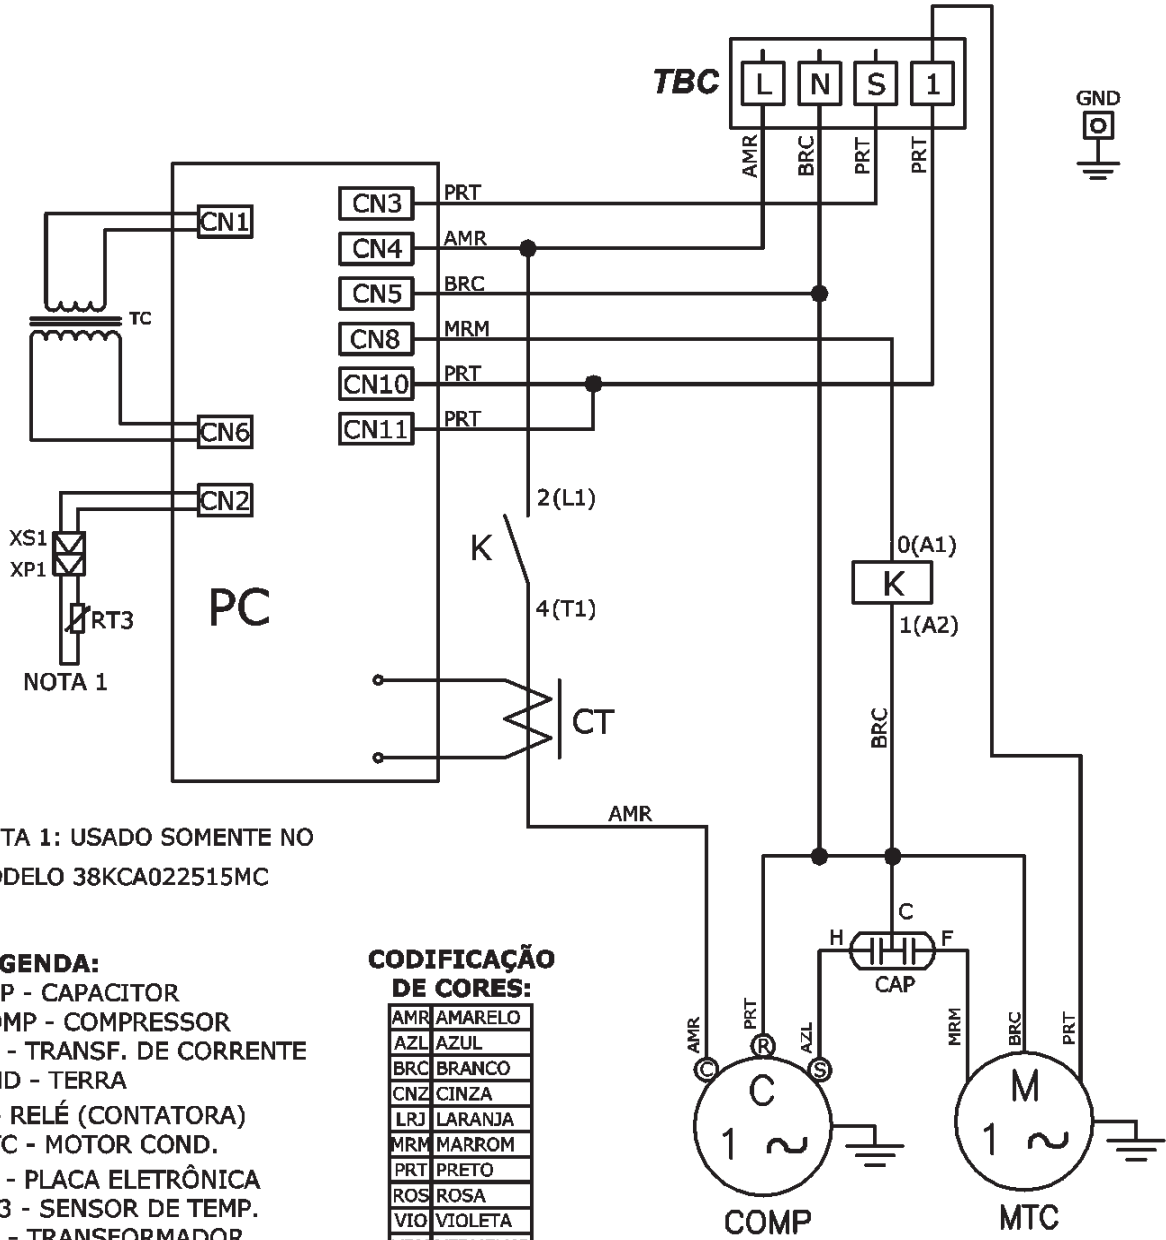 TBC
L N S 1
GND
AMR
BRC
PRT
PRT
CN1
CN3 PRT
CN4 AMR
CN5 BRC
TC
CN8 MRM
CN10 PRT
CN11 PRT
CN6
CN2
2(L1)
XS1
XP1
K
0(A1)
K
4(T1)
1(A2)
RT3
PC
NOTA 1
CT
BRC
AMR
TA 1: USADO SOMENTE NO
DELO 38KCA022515MC
C
H F
CAP
GENDA:
P - CAPACITOR
MP - COMPRESSOR
- TRANSF. DE CORRENTE
D - TERRA
- RELÉ (CONTATORA)
C - MOTOR COND.
- PLACA ELETRÔNICA
3 - SENSOR DE TEMP.
- TRANSFORMADOR
CODIFICAÇÃO
DE CORES:
AMR AMARELO
AZL AZUL
BRC BRANCO
CNZ CINZA
LRJ LARANJA
MRM MARROM
PRT PRETO
ROS ROSA
VIO VIOLETA
AMR
PRT
AZL
MRM
BRC
PRT
C R S
C
1 ~
COMP
M
1 ~
MTC